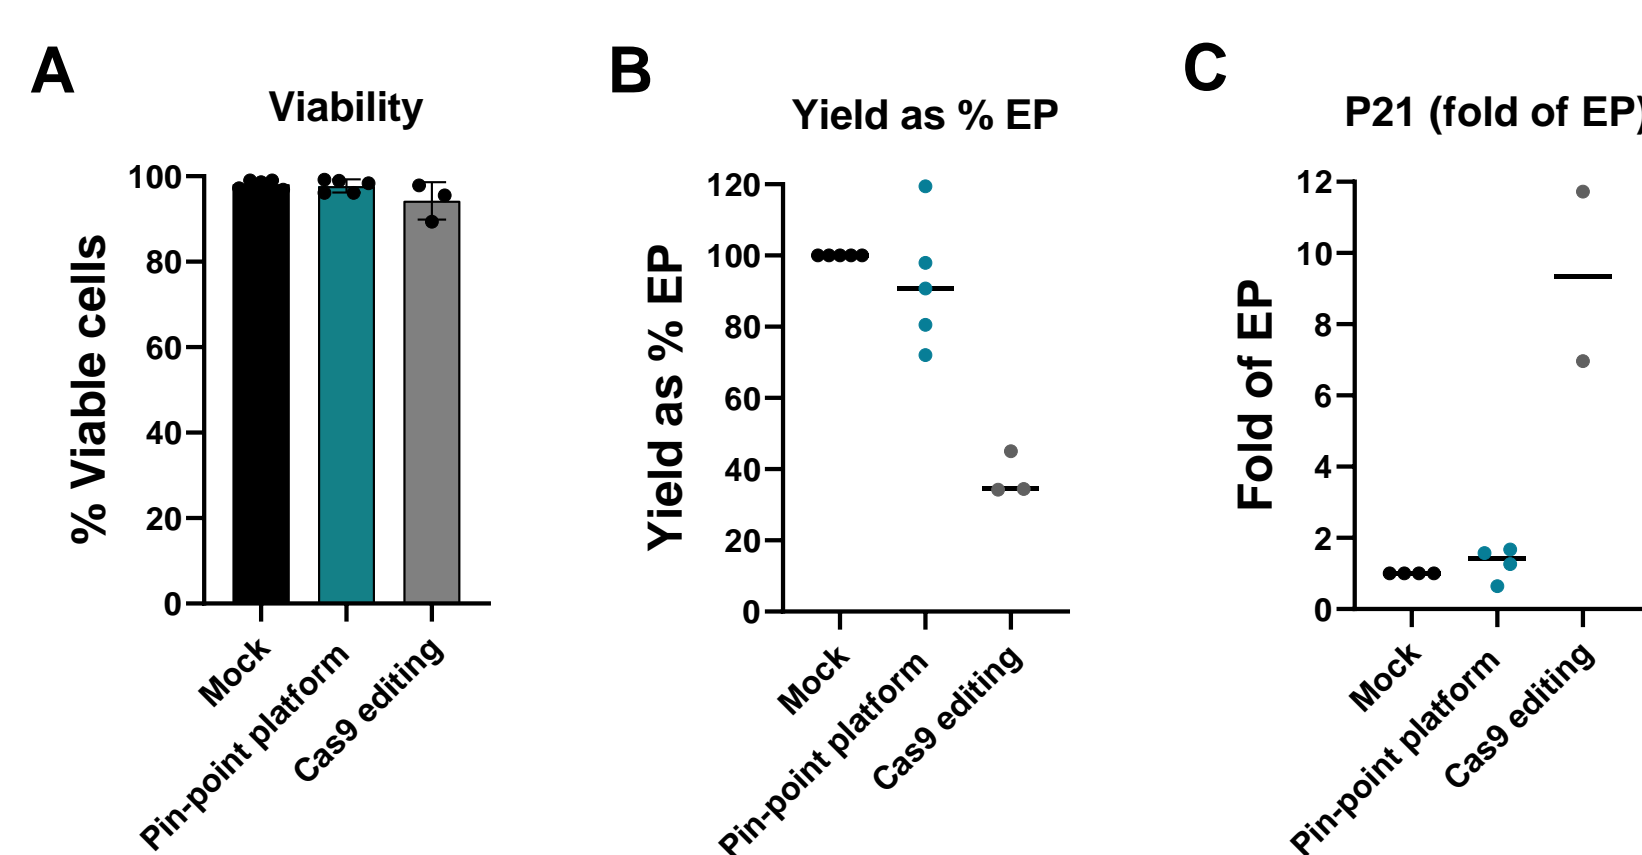 A
Viability
% Viable cells
100
80
60
40
20
0
Mock
Pin-point platform
Cas9 editing
B
Yield as % EP
Yield as % EP
120
100
80
60
40
20
0
Mock
Pin-point platform
Cas9 editing
C
P21 (fold of EP)
Fold of EP
12
10
8
6
4
2
0
Mock
Pin-point platform
Cas9 editing